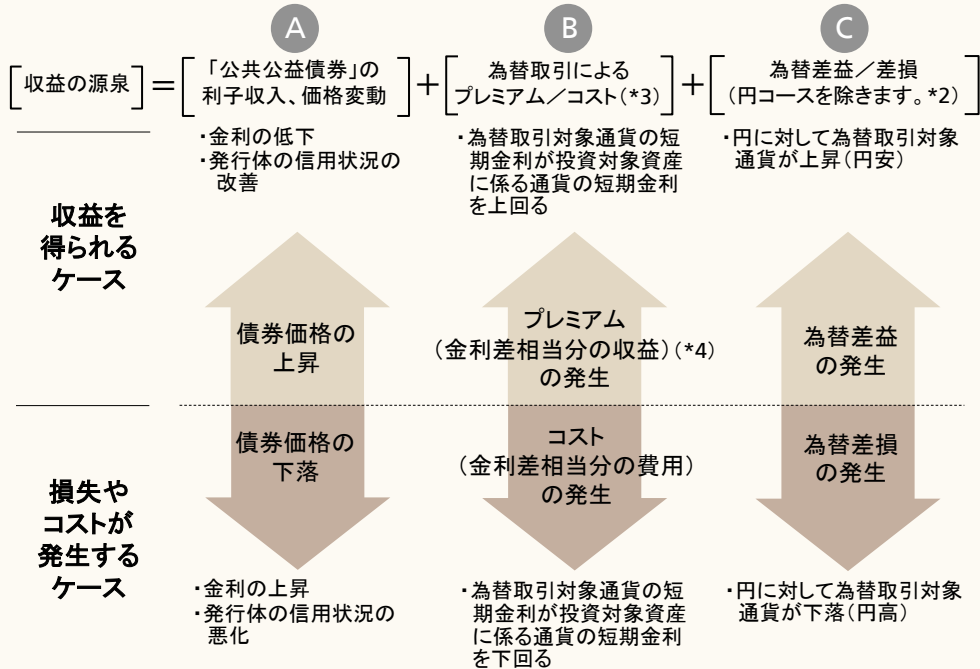 A
B
C
[収益の源泉]=[「公共公益債券」の
利子収入、価格変動]+[為替取引による
プレミアム/コスト(*3)]+[為替差益/差損
(円コースを除きます。*2)]
収益を
得られる
ケース
・金利の低下
・発行体の信用状況の
改善
・為替取引対象通貨の短
期金利が投資対象資産
に係る通貨の短期金利
を上回る
・円に対して為替取引対象
通貨が上昇(円安)
債券価格の
上昇
プレミアム
(金利差相当分の収益)(*4)
の発生
為替差益
の発生
損失や
コストが
発生する
ケース
債券価格の
下落
コスト
(金利差相当分の費用)
の発生
為替差損
の発生
・金利の上昇
・発行体の信用状況の
悪化
・為替取引対象通貨の短
期金利が投資対象資産
に係る通貨の短期金利
を下回る
・円に対して為替取引対象
通貨が下落(円高)